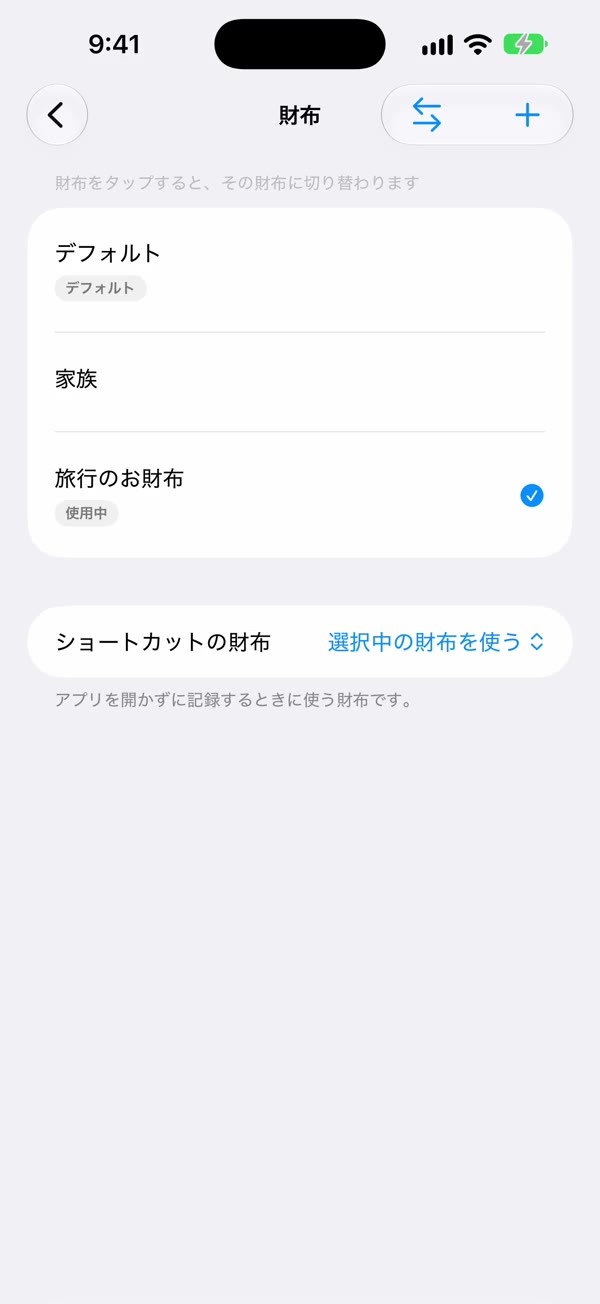 9:41
財布
財布をタップすると、その財布に切り替わります
デフォルト
デフォルト
家族
旅行のお財布
使用中
ショートカットの財布 選択中の財布を使う
アプリを開かずに記録するときに使う財布です。